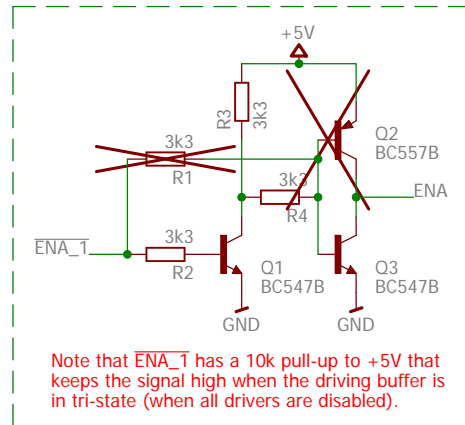 +5V
R3
3k3
Q2
BC557B
3k3
R1
3k3
R4
ENA
ENA_1
3k3
R2
Q1
BC547B
Q3
BC547B
GND
GND
Note that ENA_1 has a 10k pull-up to +5V that
keeps the signal high when the driving buffer is
in tri-state (when all drivers are disabled).